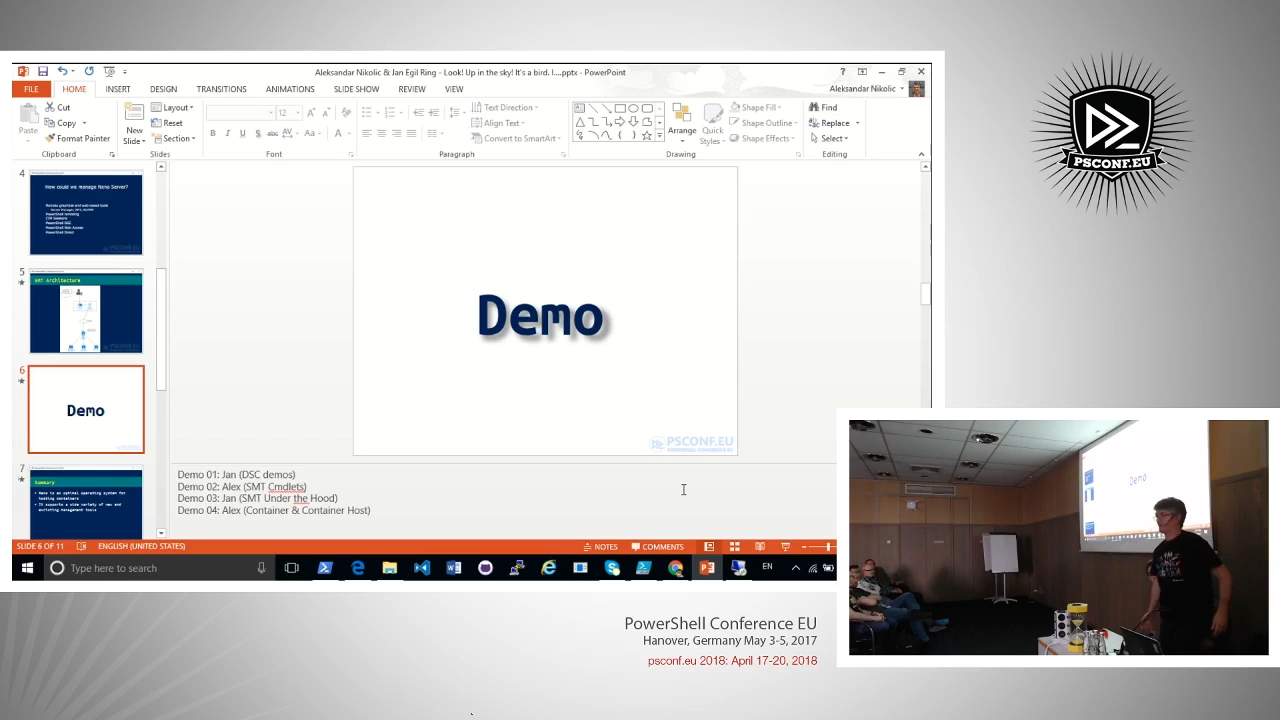 Aleksandar Nikolic & Jan Egil Ring - Look! Up in the sky! It's a bird. I....pptx - PowerPoint
FILE HOME INSERT DESIGN TRANSITIONS ANIMATIONS SLIDE SHOW REVIEW VIEW
Aleksandar Nikolic
Paste
Cut
Copy
Format Painter
Clipboard
New
Slide
Layout
Reset
Section
Slides
12
Font
Text Direction
Align Text
Convert to SmartArt
Paragraph
Arrange
Quick
Styles
Shape Fill
Shape Outline
Shape Effects
Drawing
Find
Replace
Select
Editing
4
How could we manage Nano Server?
5
SMT Architecture
6
Demo
7
Summary
Demo
PSCONF.EU
Demo 01: Jan (DSC demos)
Demo 02: Alex (SMT Cmdlets)
Demo 03: Jan (SMT Under the Hood)
Demo 04: Alex (Container & Container Host)
SLIDE 6 OF 11 ENGLISH (UNITED STATES) NOTES COMMENTS
Type here to search
EN
PSCONF.EU
Demo
PowerShell Conference EU
Hanover, Germany May 3-5, 2017
psconf.eu 2018: April 17-20, 2018